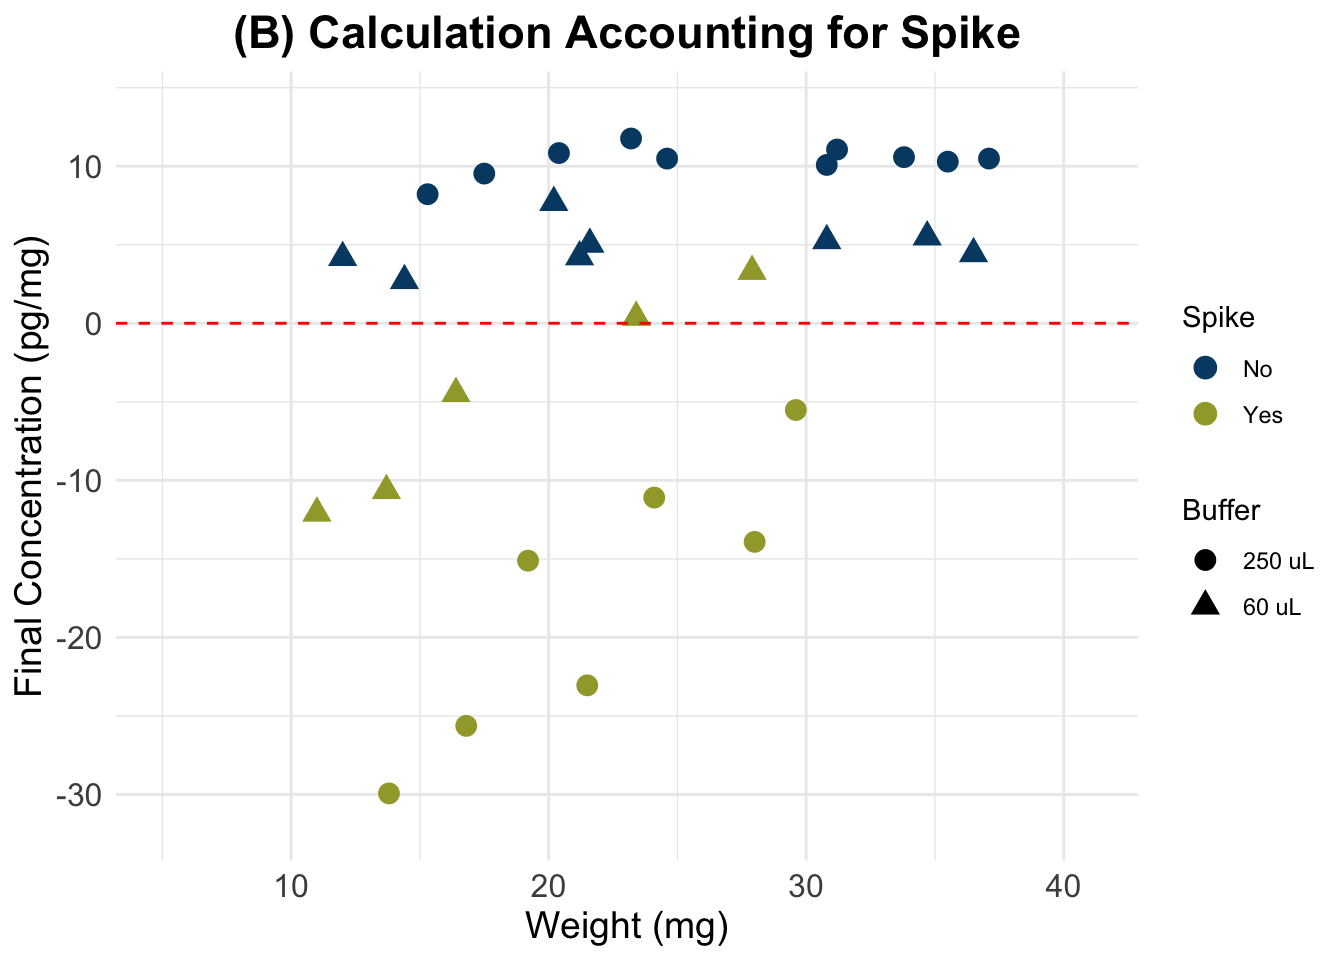 (B) Calculation Accounting for Spike
Final Concentration (pg/mg)
10
0
-10
-20
-30
10 20 30 40
Weight (mg)
Spike
No
Yes
Buffer
250 uL
60 uL